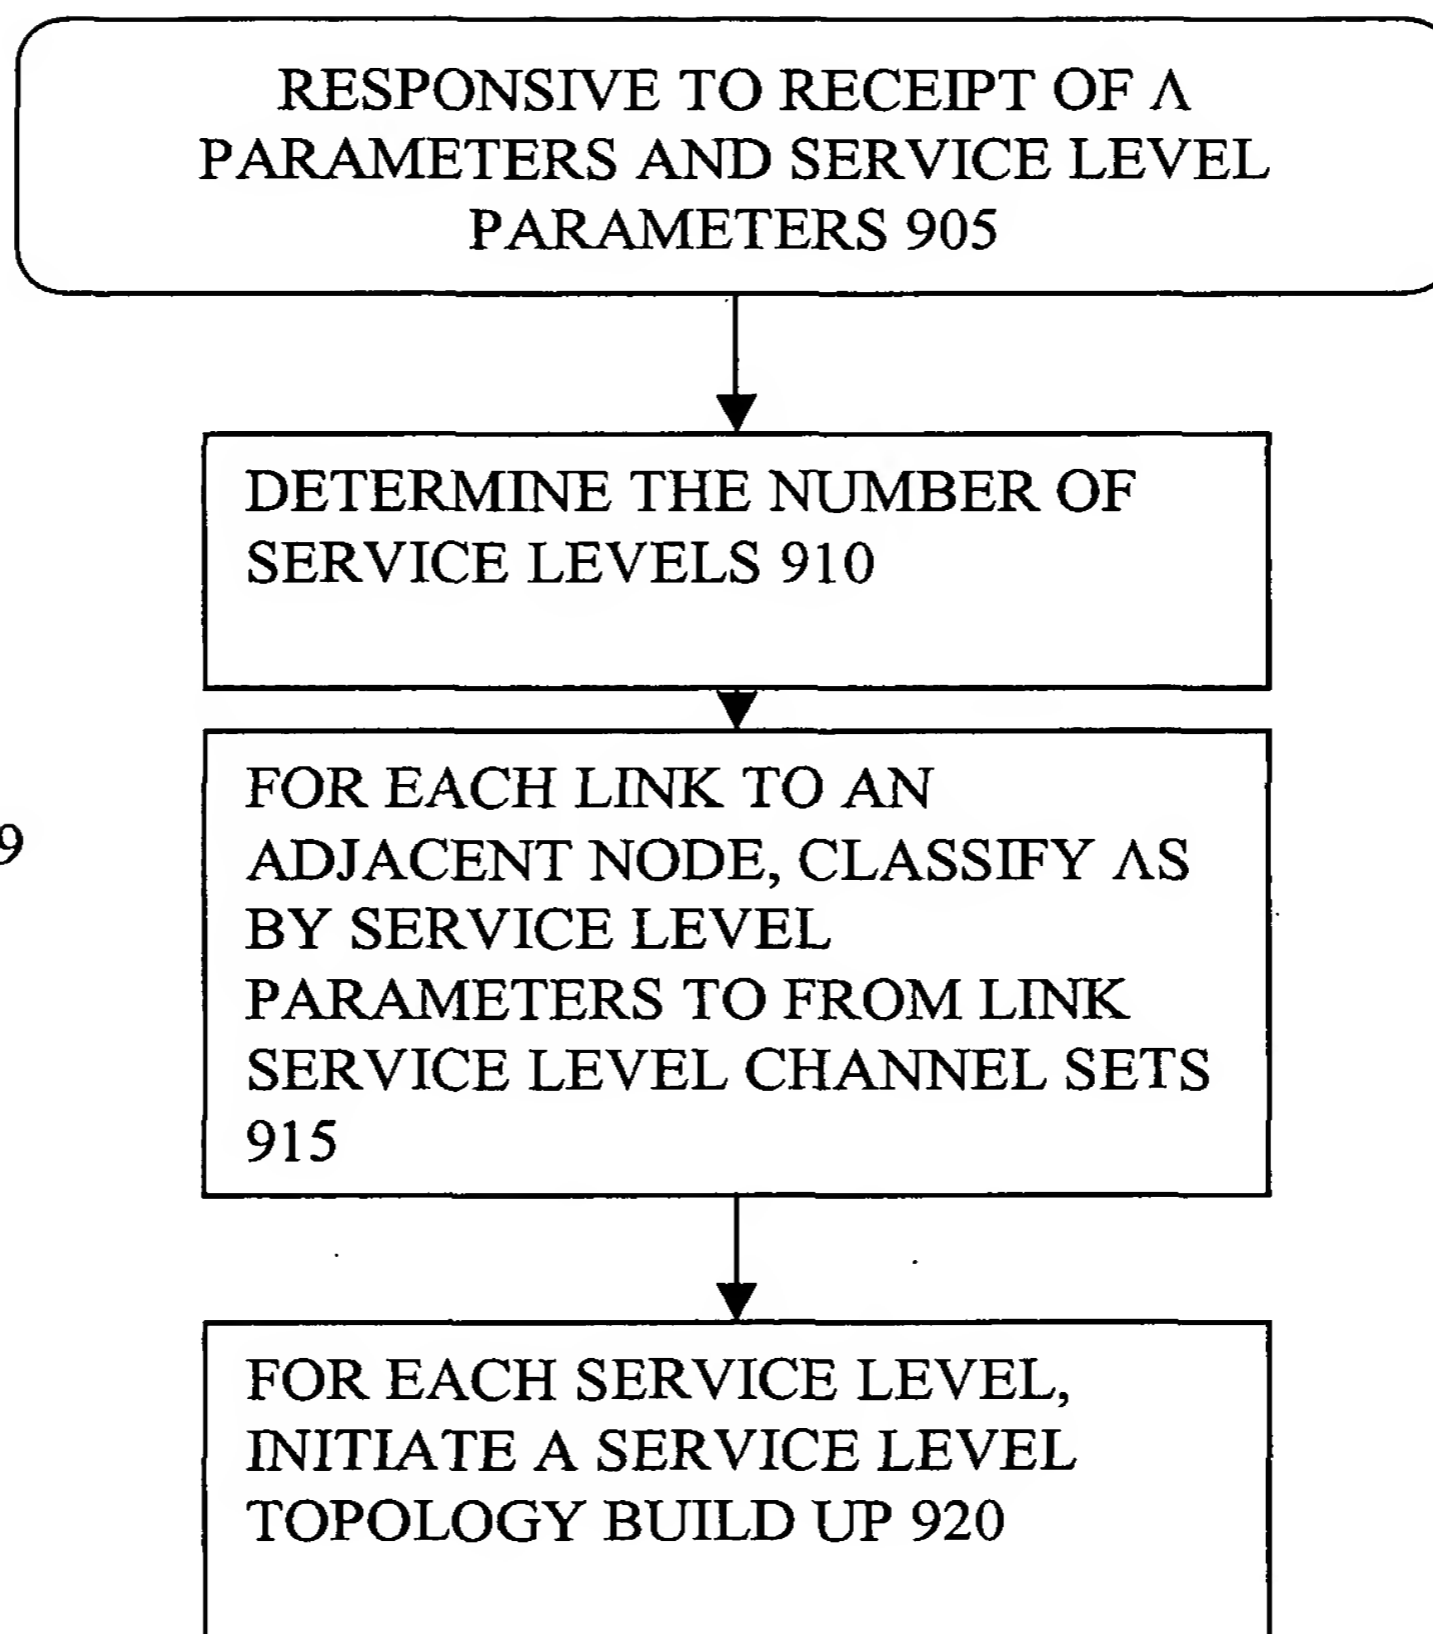 RESPONSIVE TO RECEIPT OF Λ
PARAMETERS AND SERVICE LEVEL
PARAMETERS 905
DETERMINE THE NUMBER OF
SERVICE LEVELS 910
9
FOR EACH LINK TO AN
ADJACENT NODE, CLASSIFY ΛS
BY SERVICE LEVEL
PARAMETERS TO FROM LINK
SERVICE LEVEL CHANNEL SETS
915
FOR EACH SERVICE LEVEL,
INITIATE A SERVICE LEVEL
TOPOLOGY BUILD UP 920